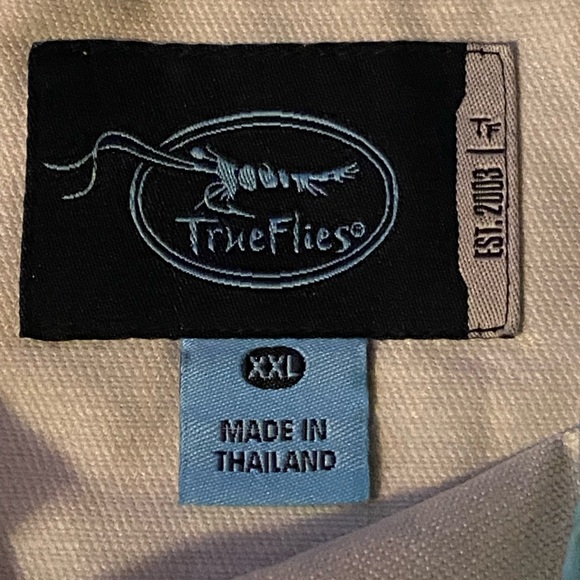 TrueFlies®
EST. 2003 | TF
XXL
MADE IN
THAILAND